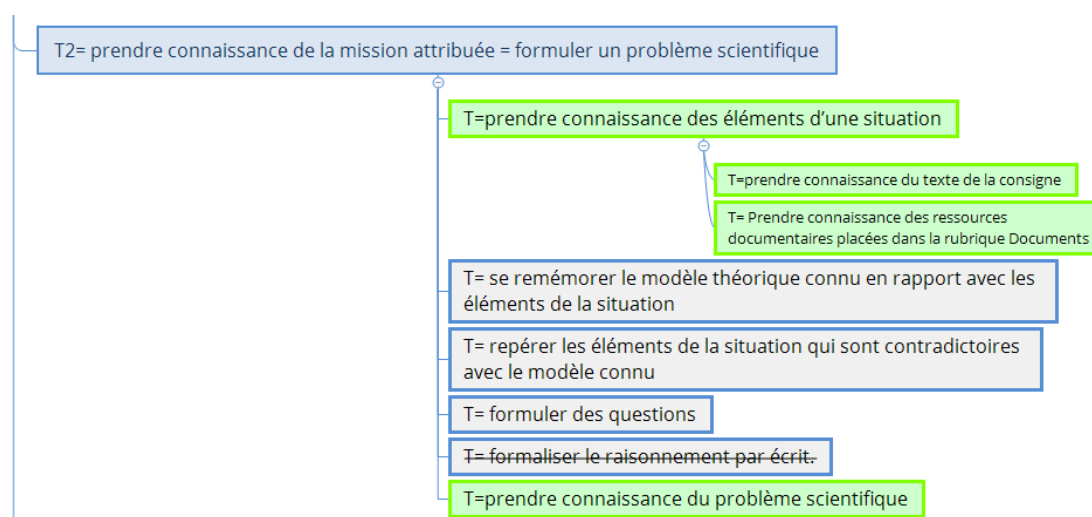 T2= prendre connaissance de la mission attribuée = formuler un problème scientifique
T=prendre connaissance des éléments d’une situation
T=prendre connaissance du texte de la consigne
T= Prendre connaissance des ressources
documentaires placées dans la rubrique Documents
T= se remémorer le modèle théorique connu en rapport avec les
éléments de la situation
T= repérer les éléments de la situation qui sont contradictoires
avec le modèle connu
T= formuler des questions
T= formaliser le raisonnement par écrit.
T=prendre connaissance du problème scientifique